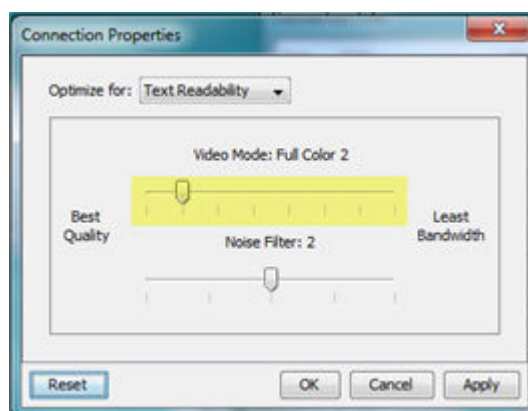 Connection Properties
Optimize for: Text Readability
Video Mode: Full Color 2
Best
Quality
Least
Bandwidth
Noise Filter: 2
Reset
OK
Cancel
Apply